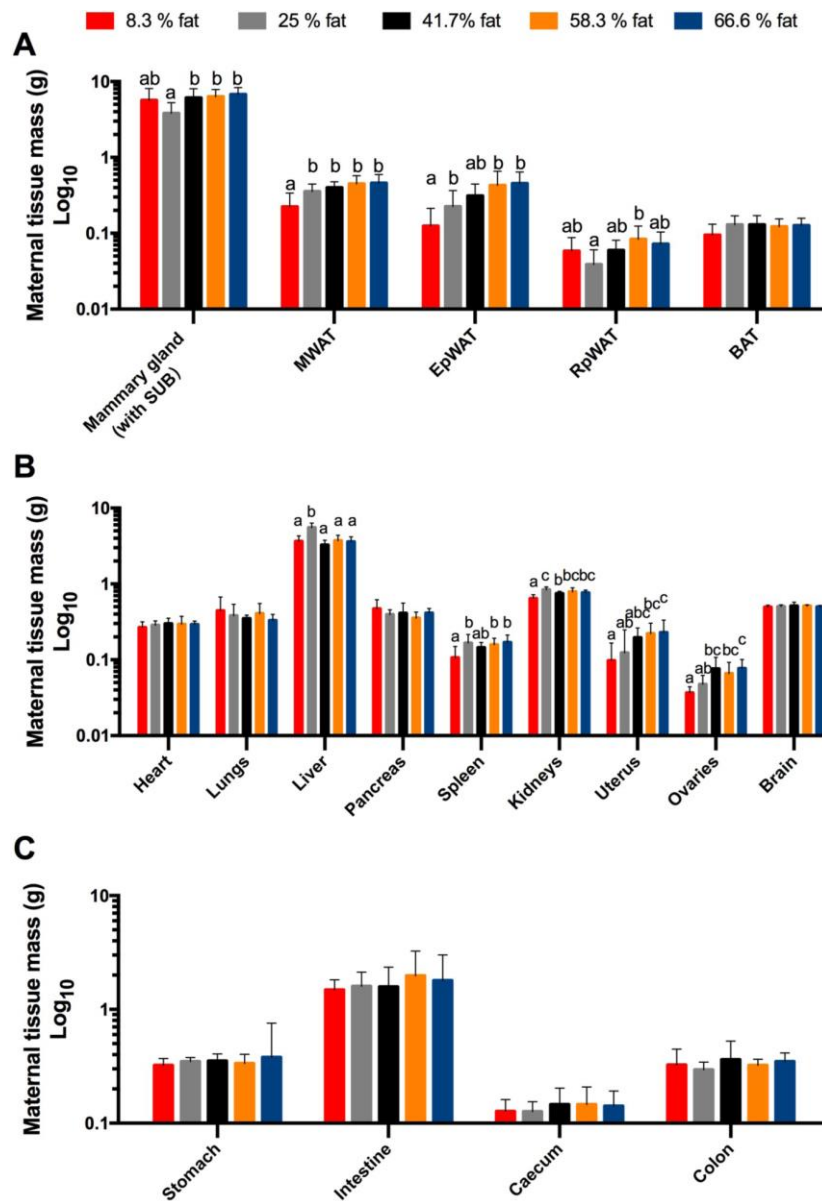 8.3 % fat 25 % fat 41.7% fat 58.3 % fat 66.6 % fat
A
Maternal tissue mass (g)
Log10
10
1
0.1
0.01
ab a b b b
a b b b b
a b ab b b
ab a ab b ab
Mammary gland
(with SUB)
MWAT
EpWAT
RpWAT
BAT
B
Maternal tissue mass (g)
Log10
10
1
0.1
0.01
a b a a a
a b ab b b
a c b bc bc
a ab abc bc c
a ab bc bc c
Heart
Lungs
Liver
Pancreas
Spleen
Kidneys
Uterus
Ovaries
Brain
C
Maternal tissue mass (g)
Log10
10
1
0.1
Stomach
Intestine
Caecum
Colon